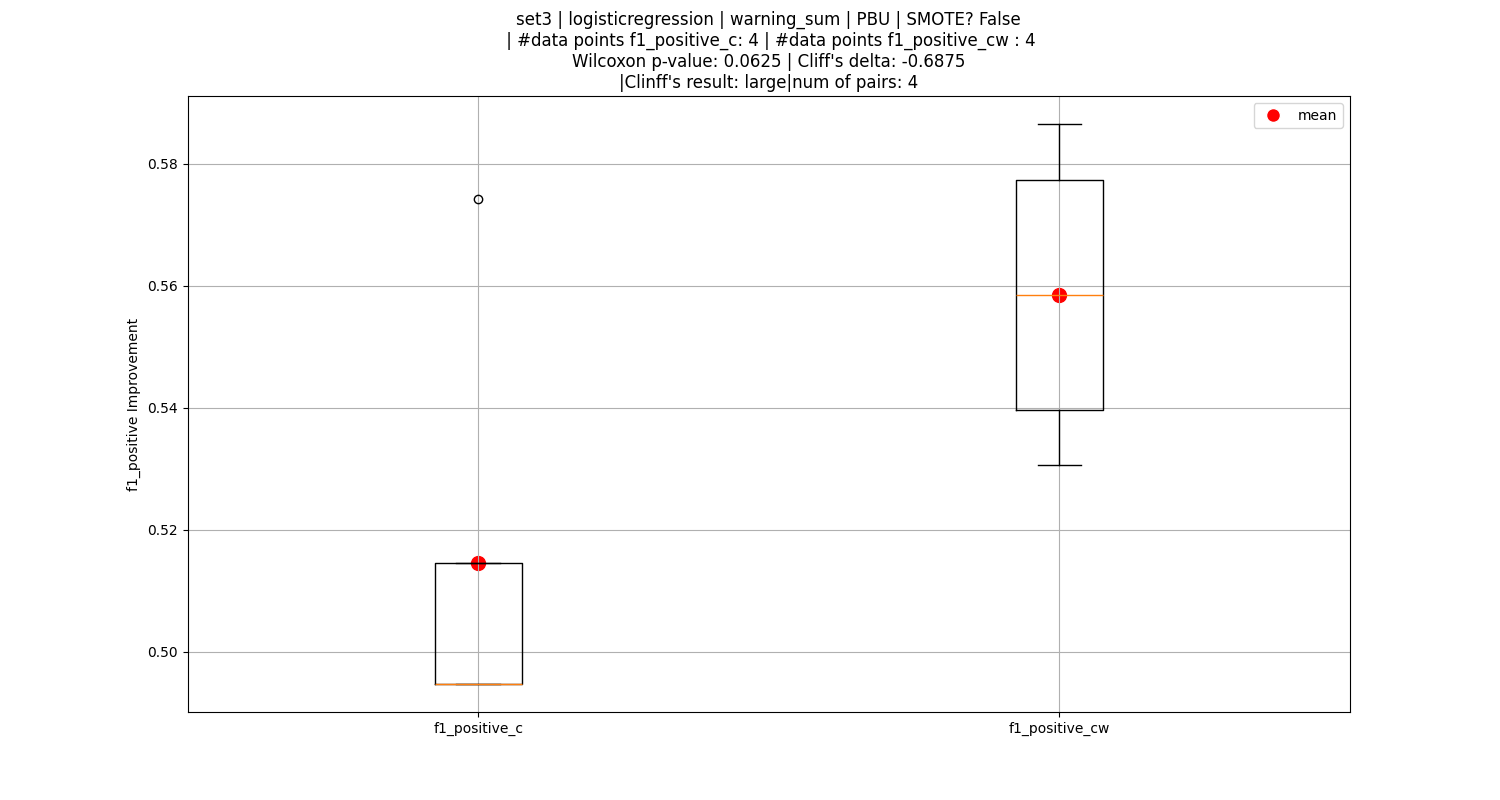 set3 | logisticregression | warning_sum | PBU | SMOTE? False
| #data points f1_positive_c: 4 | #data points f1_positive_cw : 4
Wilcoxon p-value: 0.0625 | Cliff's delta: -0.6875
|Clinff's result: large|num of pairs: 4
mean
0.58
0.56
0.54
0.52
0.50
f1_positive Improvement
f1_positive_c
f1_positive_cw